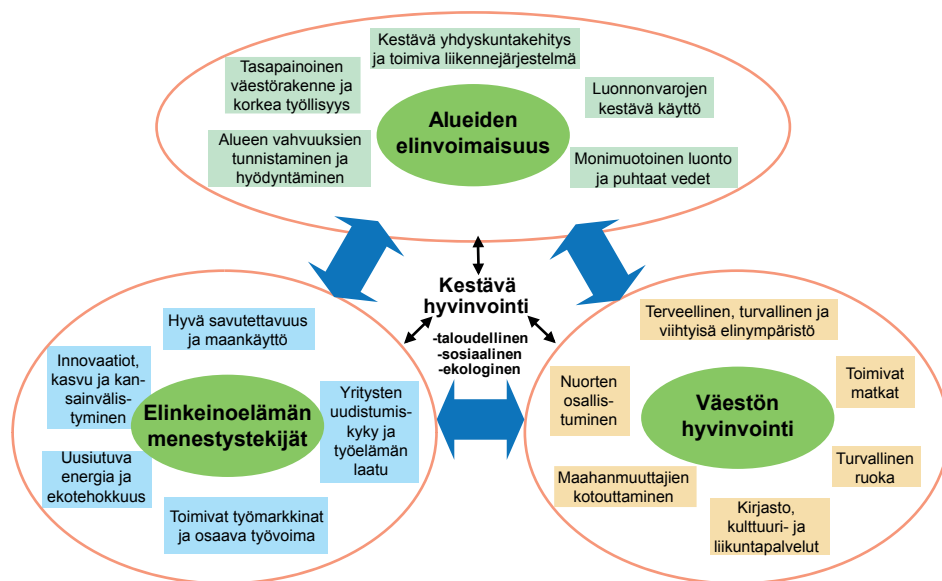 Kestävä yhdyskuntakehitys
ja toimiva liikennejärjestelmä
Tasapainoinen
väestörakenne ja
korkea työllisyys
Luonnonvarojen
kestävä käyttö
Alueiden
elinvoimaisuus
Alueen vahvuuksien
tunnistaminen ja
hyödyntäminen
Monimuotoinen luonto
ja puhtaat vedet
Kestävä
hyvinvointi
-taloudellinen
-sosiaalinen
-ekologinen
Hyvä savutettavuus
ja maankäyttö
Innovaatiot,
kasvu ja kan-
sainvälis-
tyminen
Elinkeinoelämän
menestystekijät
Yritysten
uudistumis-
kyky ja
työelämän
laatu
Uusiutuva
energia ja
ekotehokkuus
Toimivat työmarkkinat
ja osaava työvoima
Terveellinen, turvallinen ja
viihtyisä elinympäristö
Nuorten
osallis-
tuminen
Toimivat
matkat
Väestön
hyvinvointi
Turvallinen
ruoka
Maahanmuuttajien
kotouttaminen
Kirjasto,
kulttuuri- ja
liikuntapalvelut